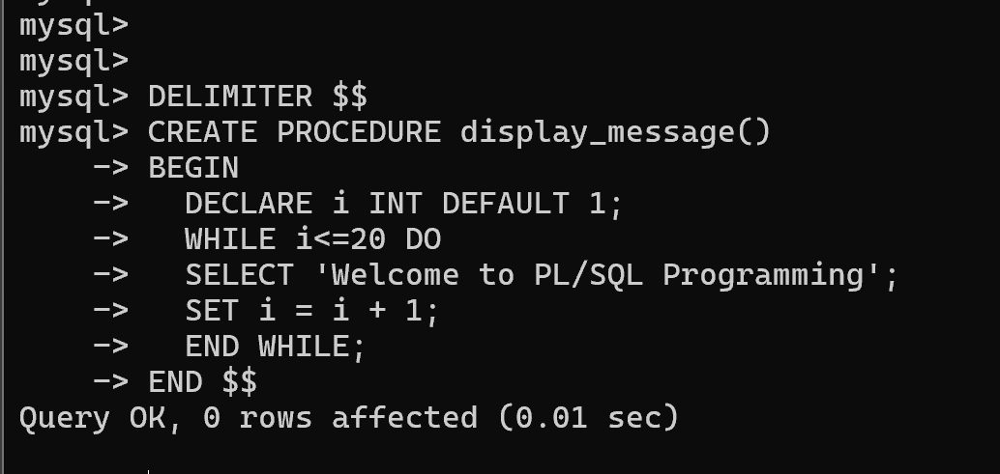 mysql>
mysql>
mysql> DELIMITER $$
mysql> CREATE PROCEDURE display_message()
    -> BEGIN
    ->   DECLARE i INT DEFAULT 1;
    ->   WHILE i<=20 DO
    ->   SELECT 'Welcome to PL/SQL Programming';
    ->   SET i = i + 1;
    ->   END WHILE;
    -> END $$
Query OK, 0 rows affected (0.01 sec)